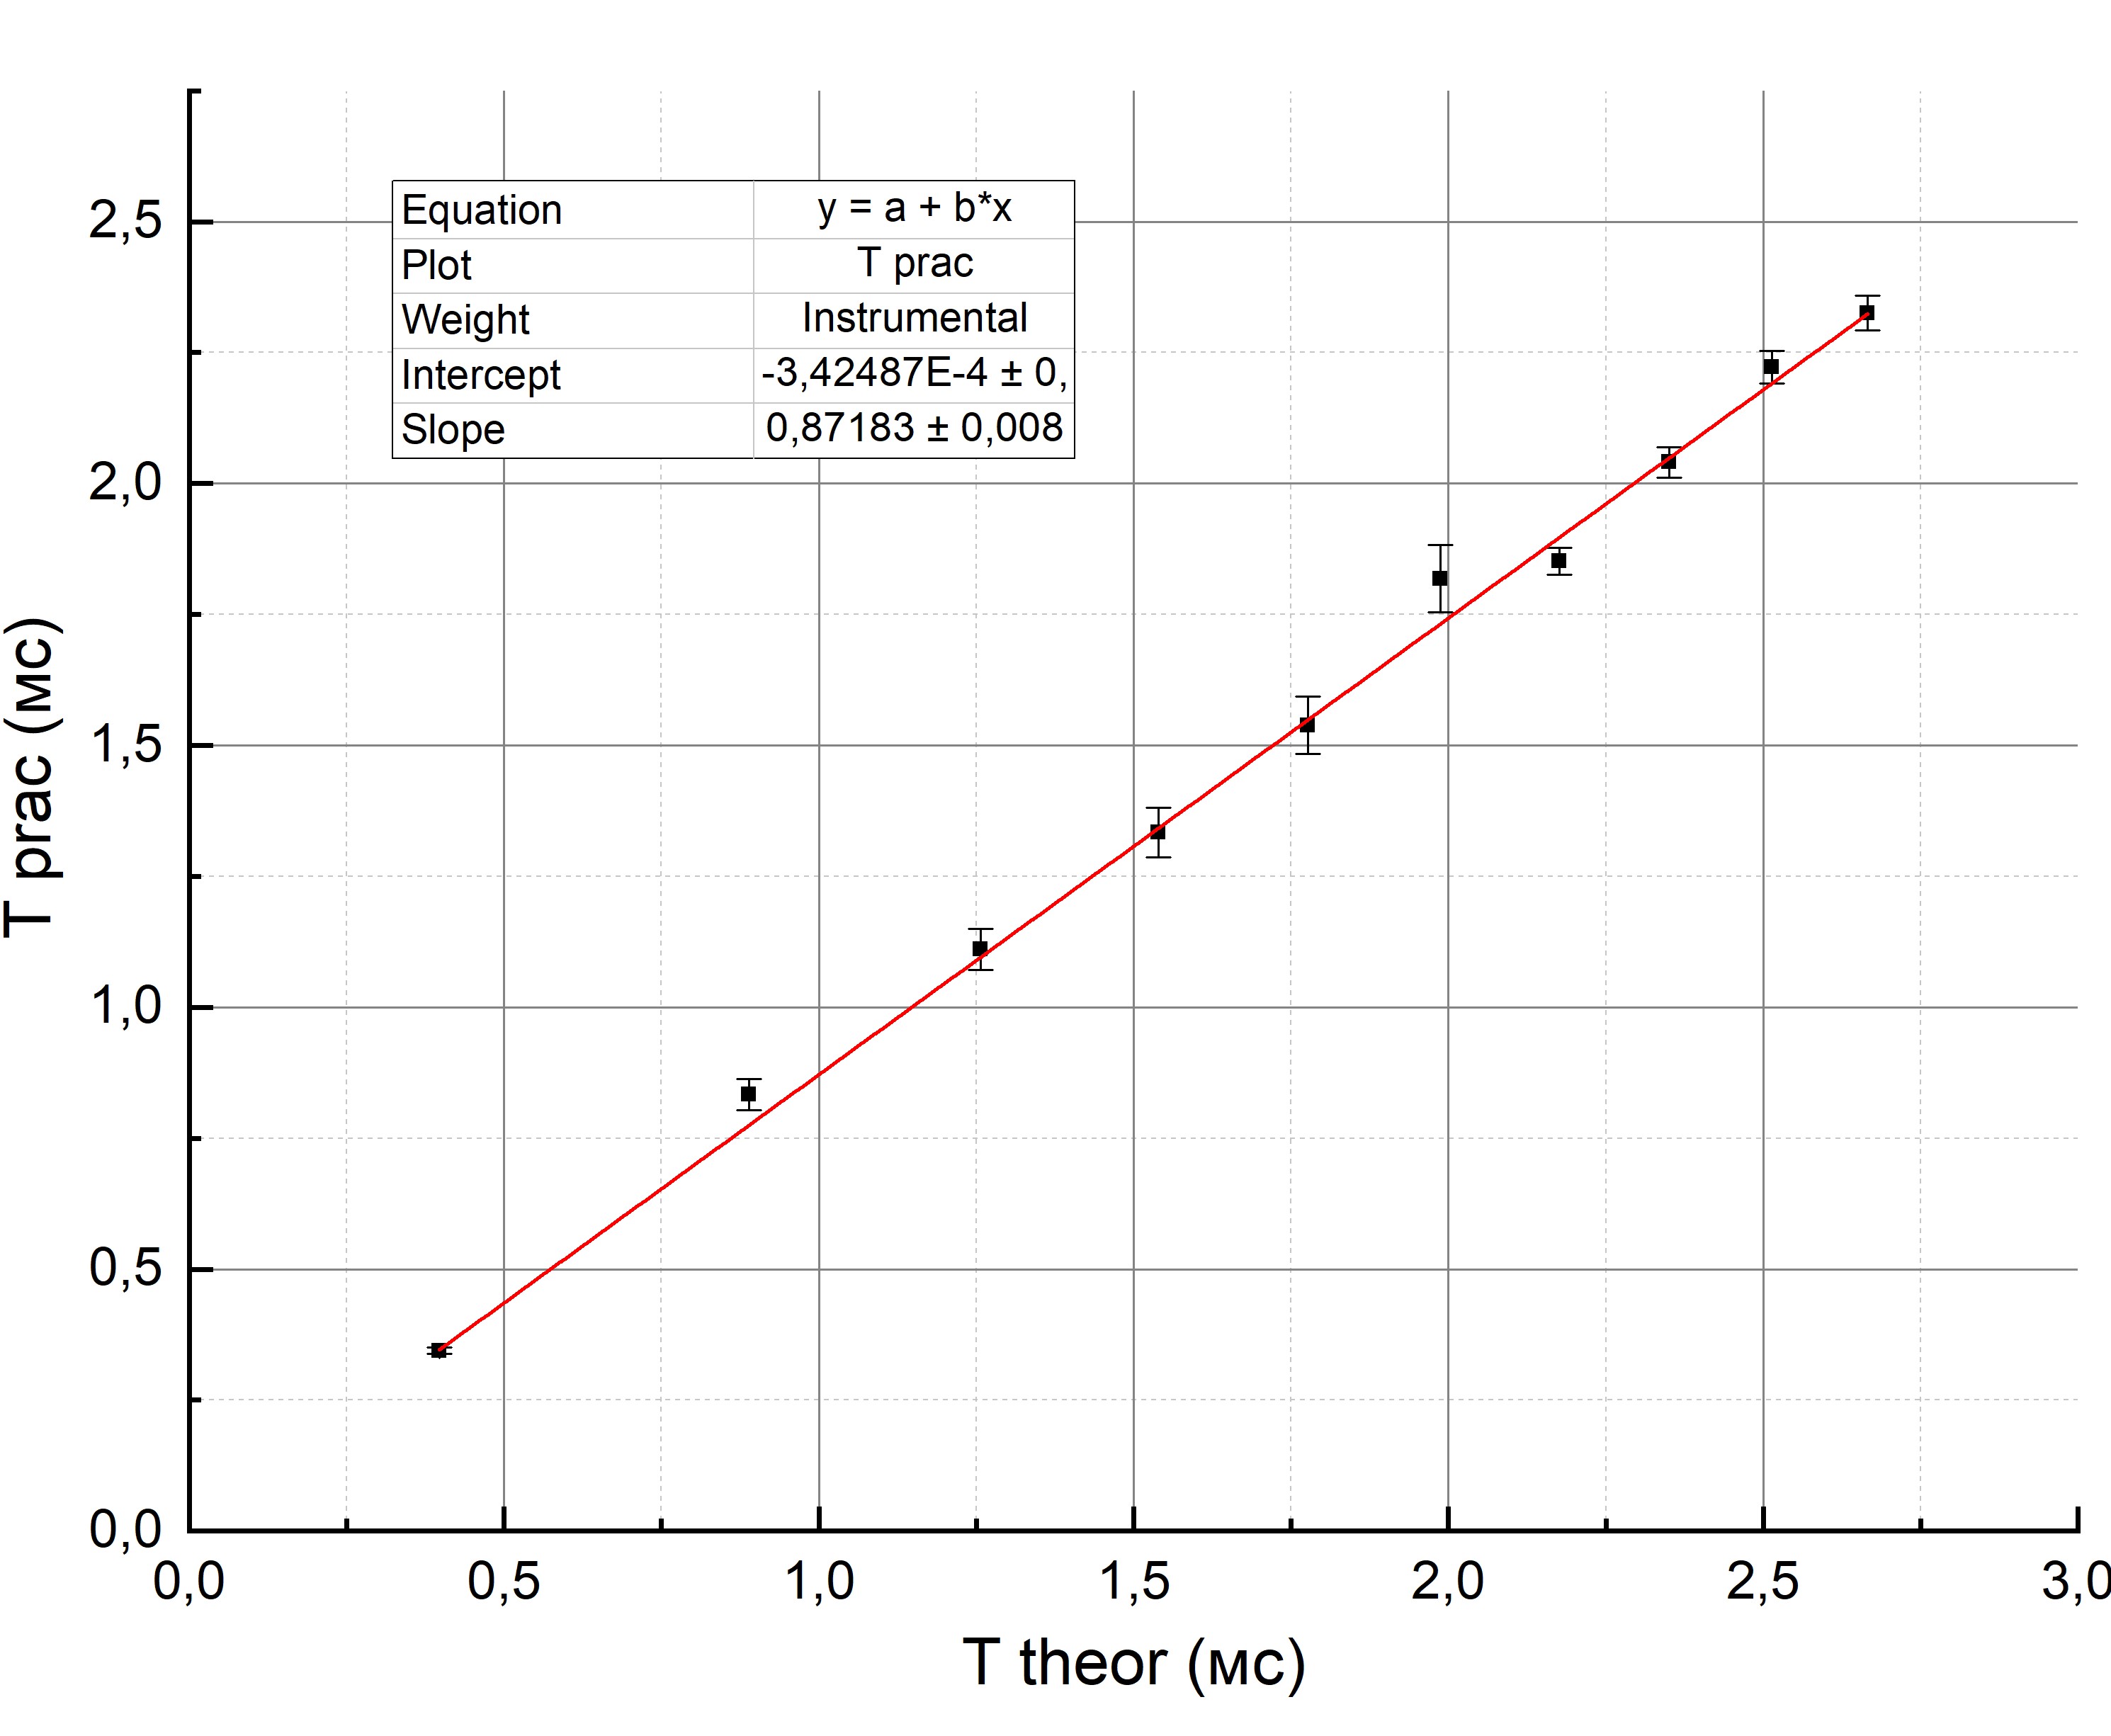 Equation y = a + b*x
Plot T prac
Weight Instrumental
Intercept -3,42487E-4 ± 0,
Slope 0,87183 ± 0,008
2,5
2,0
1,5
1,0
0,5
0,0
T prac (мс)
0,0 0,5 1,0 1,5 2,0 2,5 3,0
T theor (мс)